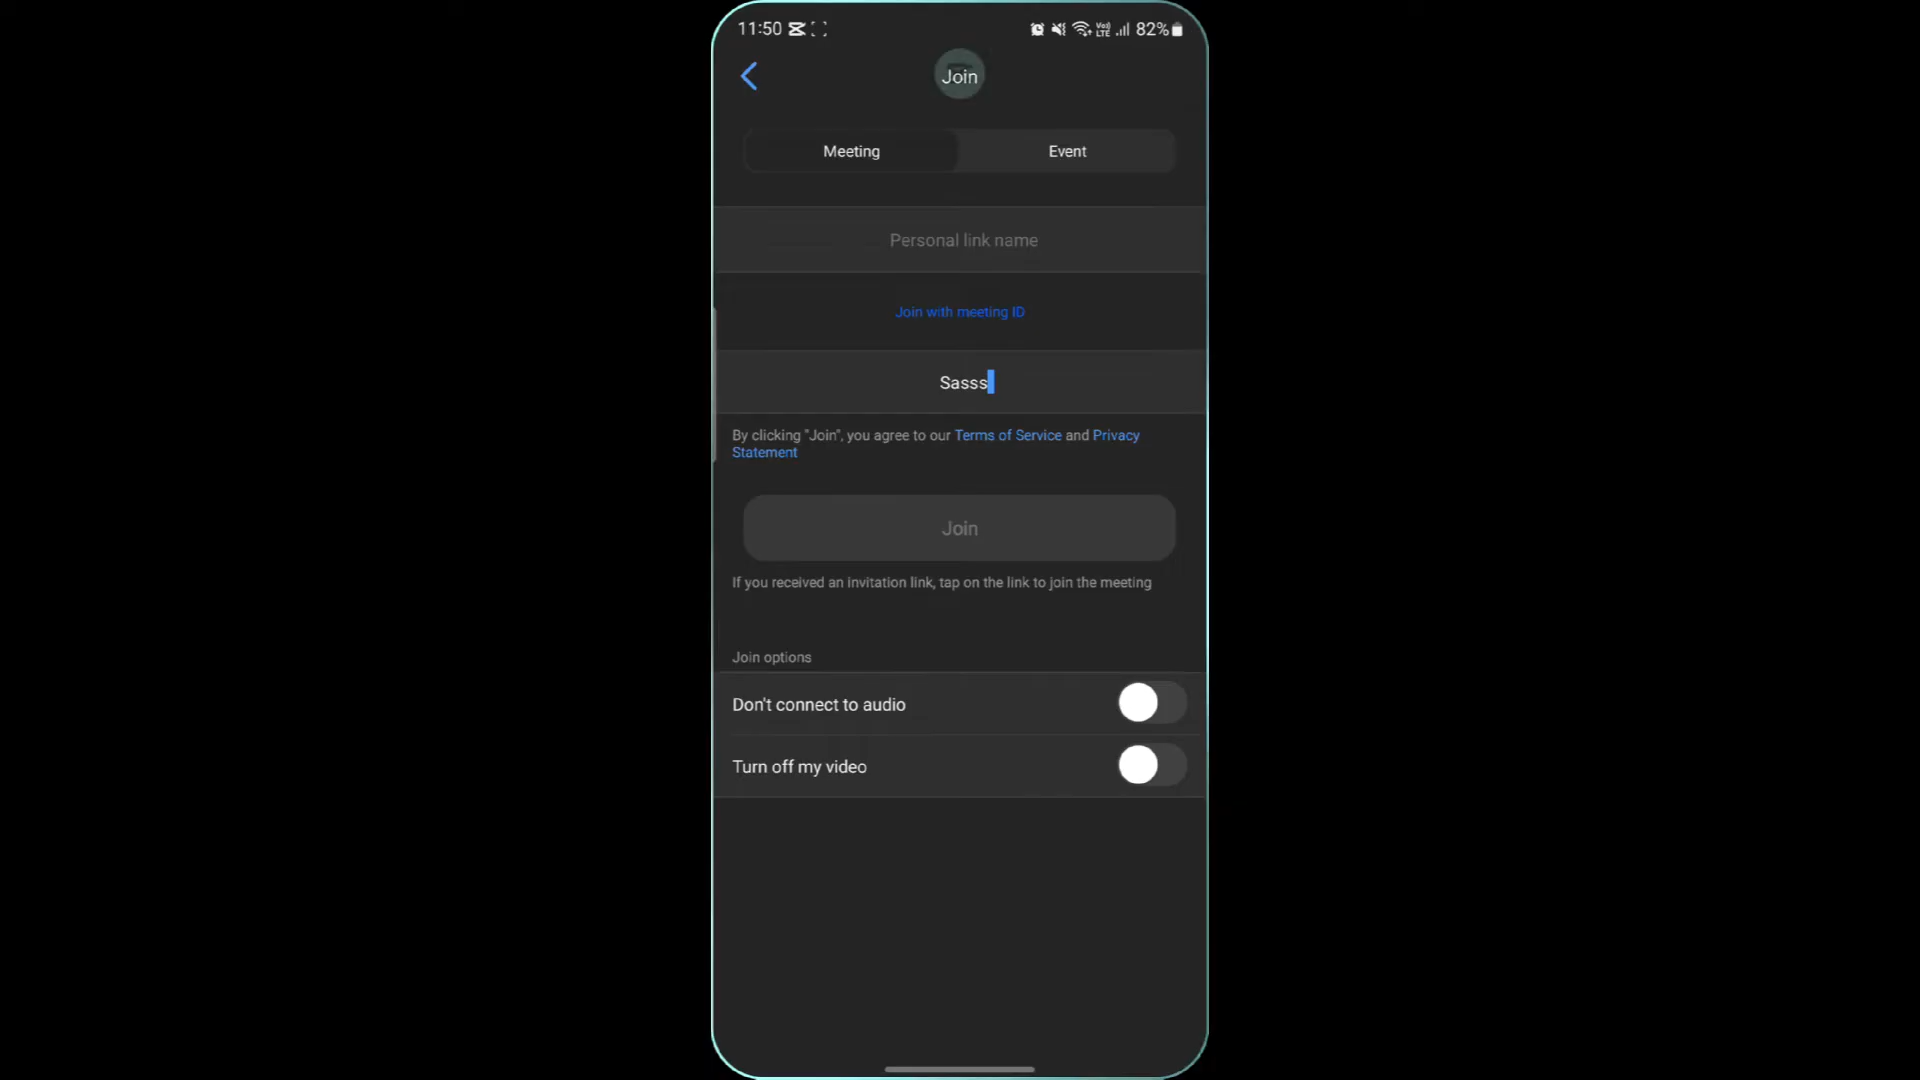 11:50 82%
Join
Meeting Event
Personal link name
Join with meeting ID
Sasss
By clicking "Join", you agree to our Terms of Service and Privacy
Statement
Join
If you received an invitation link, tap on the link to join the meeting
Join options
Don't connect to audio
Turn off my video